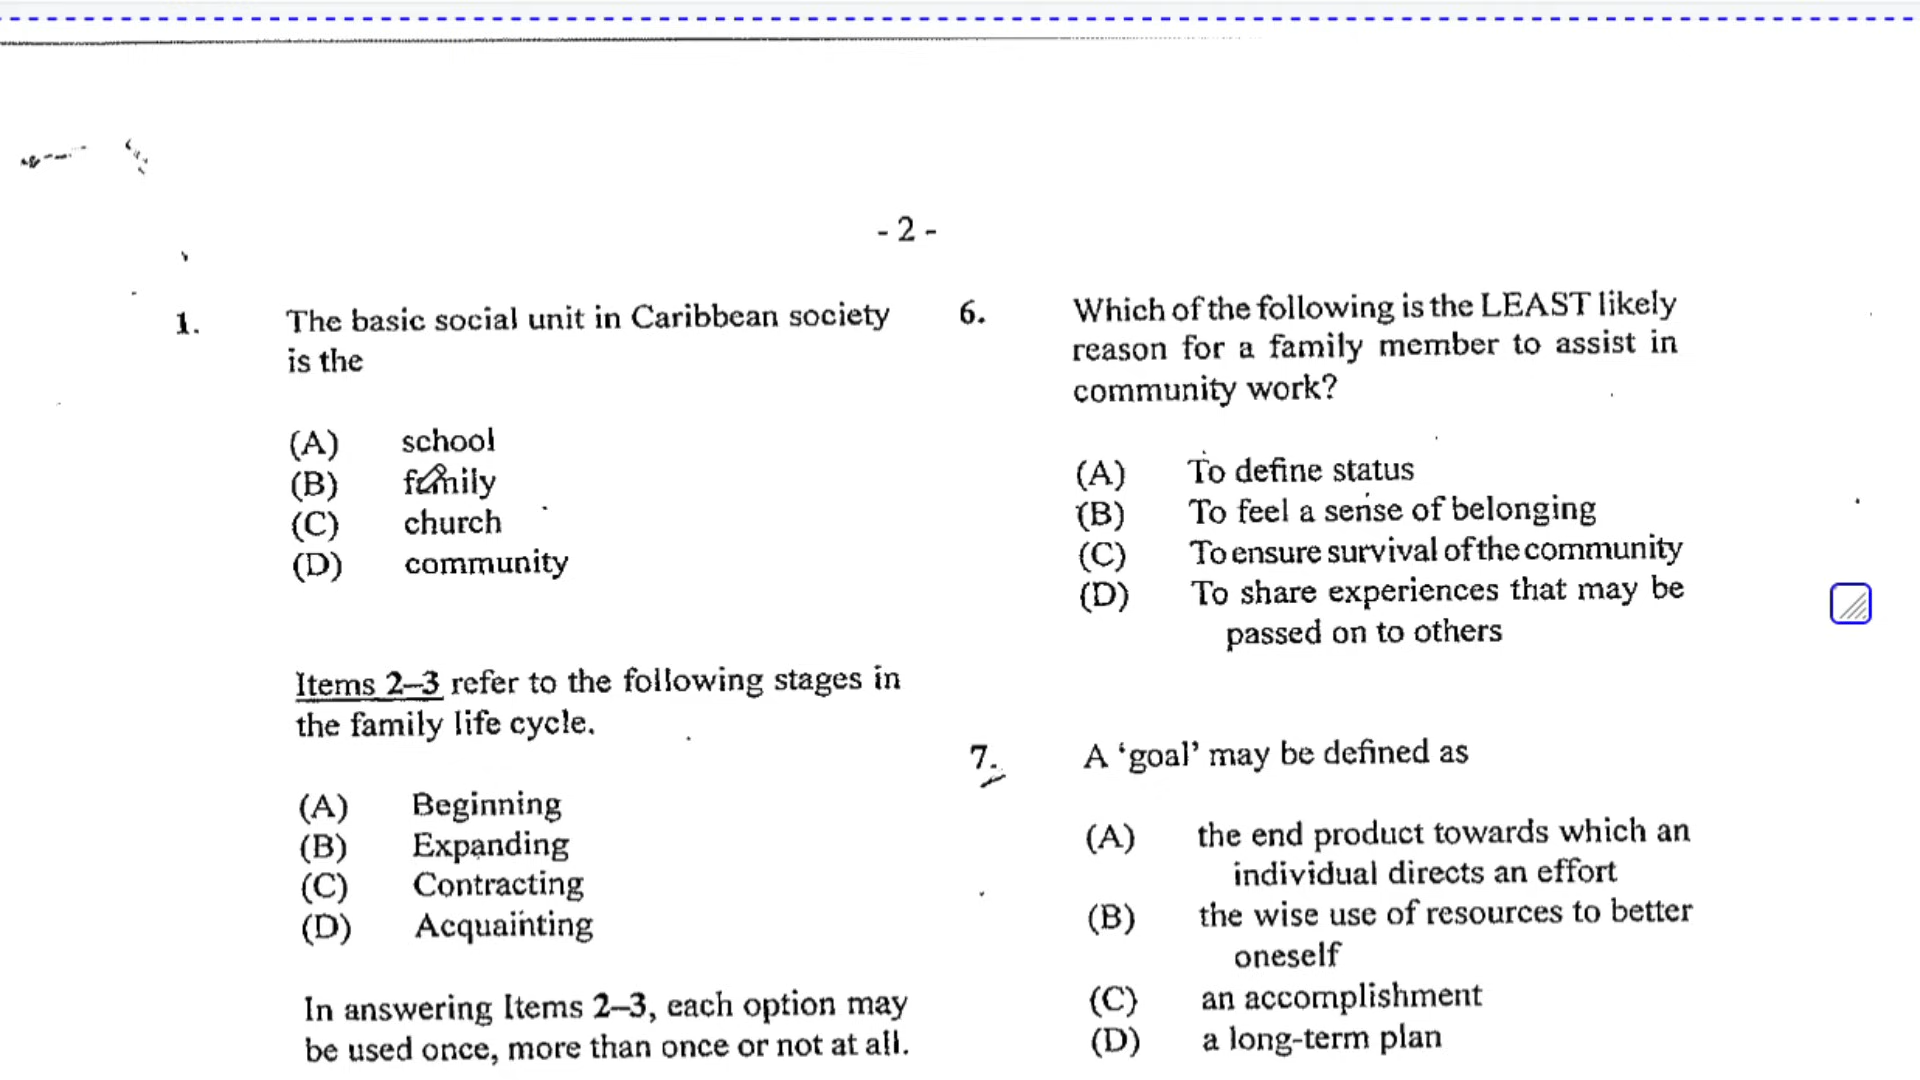 - 2 -
1. The basic social unit in Caribbean society
is the
(A) school
(B) family
(C) church
(D) community
Items 2–3 refer to the following stages in
the family life cycle.
(A) Beginning
(B) Expanding
(C) Contracting
(D) Acquainting
In answering Items 2–3, each option may
be used once, more than once or not at all.
6. Which of the following is the LEAST likely
reason for a family member to assist in
community work?
(A) To define status
(B) To feel a sense of belonging
(C) To ensure survival of the community
(D) To share experiences that may be
passed on to others
7. A ‘goal’ may be defined as
(A) the end product towards which an
individual directs an effort
(B) the wise use of resources to better
oneself
(C) an accomplishment
(D) a long-term plan